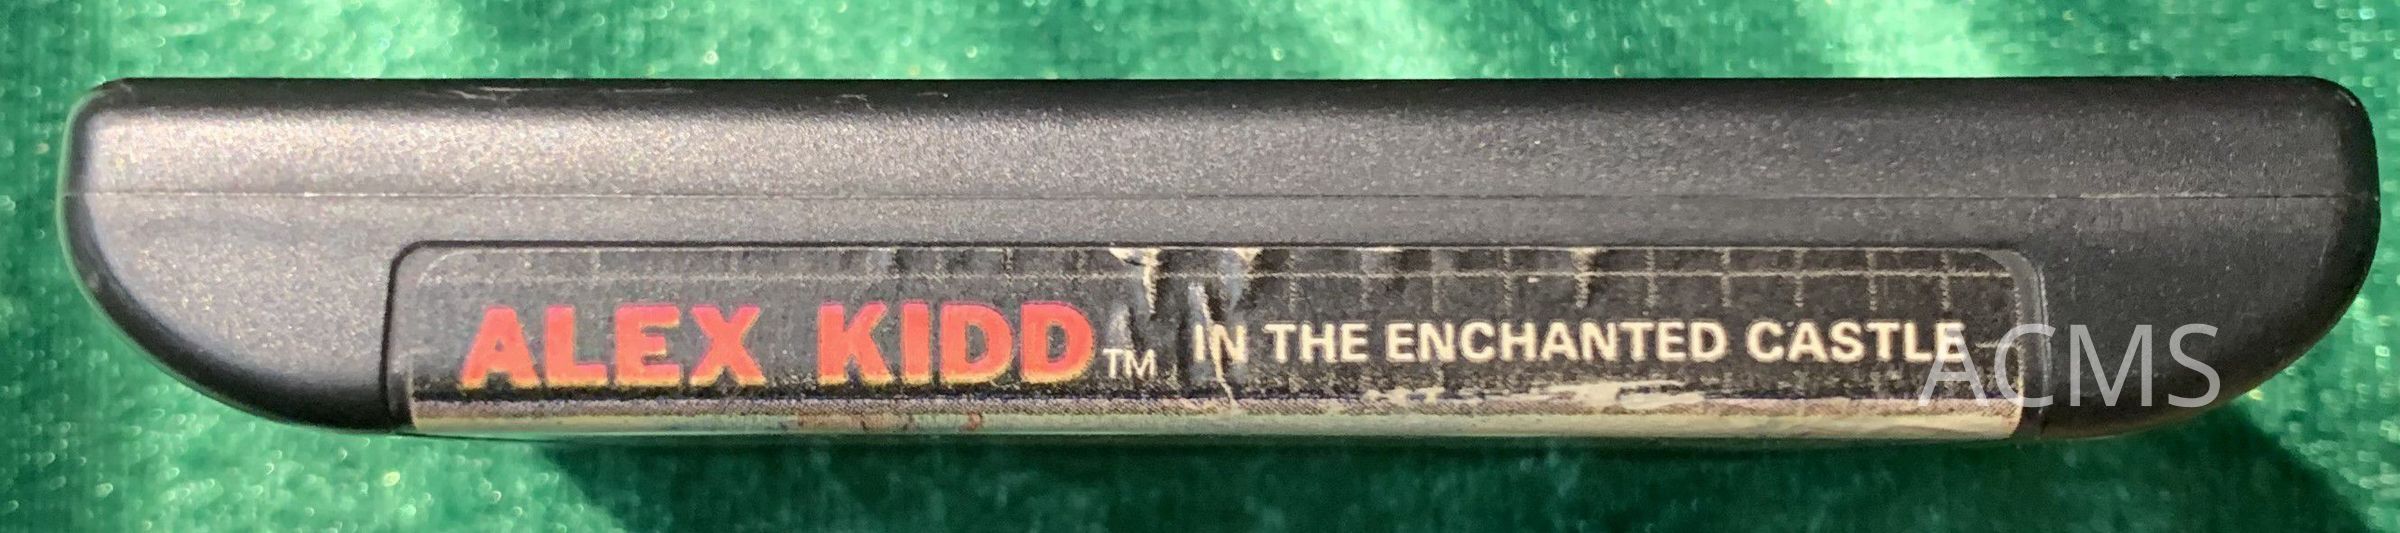 ALEX KIDD™ IN THE ENCHANTED CASTLE
ACMS